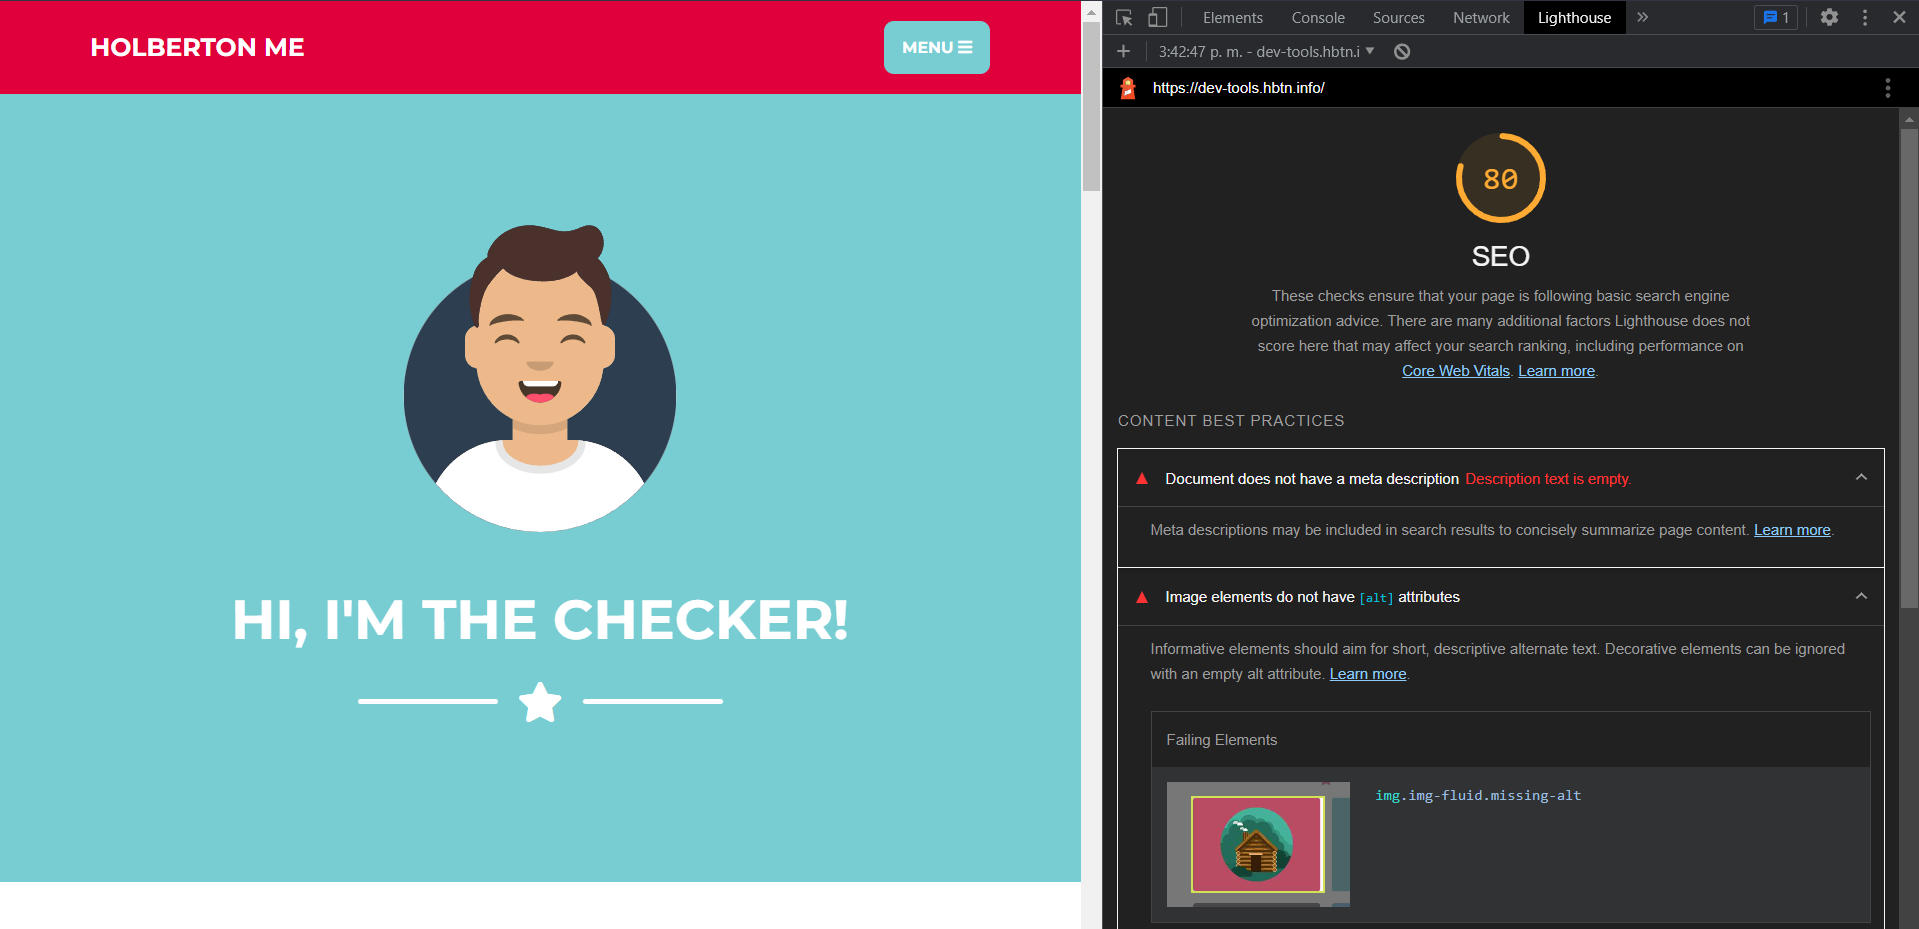 HOLBERTON ME
MENU
HI, I'M THE CHECKER!
Elements Console Sources Network Lighthouse 1
3:42:47 p. m. - dev-tools.hbtn.i
https://dev-tools.hbtn.info/
80
SEO
These checks ensure that your page is following basic search engine
optimization advice. There are many additional factors Lighthouse does not
score here that may affect your search ranking, including performance on
Core Web Vitals. Learn more.
CONTENT BEST PRACTICES
Document does not have a meta description Description text is empty.
Meta descriptions may be included in search results to concisely summarize page content. Learn more.
Image elements do not have [alt] attributes
Informative elements should aim for short, descriptive alternate text. Decorative elements can be ignored
with an empty alt attribute. Learn more.
Failing Elements
img.img-fluid.missing-alt